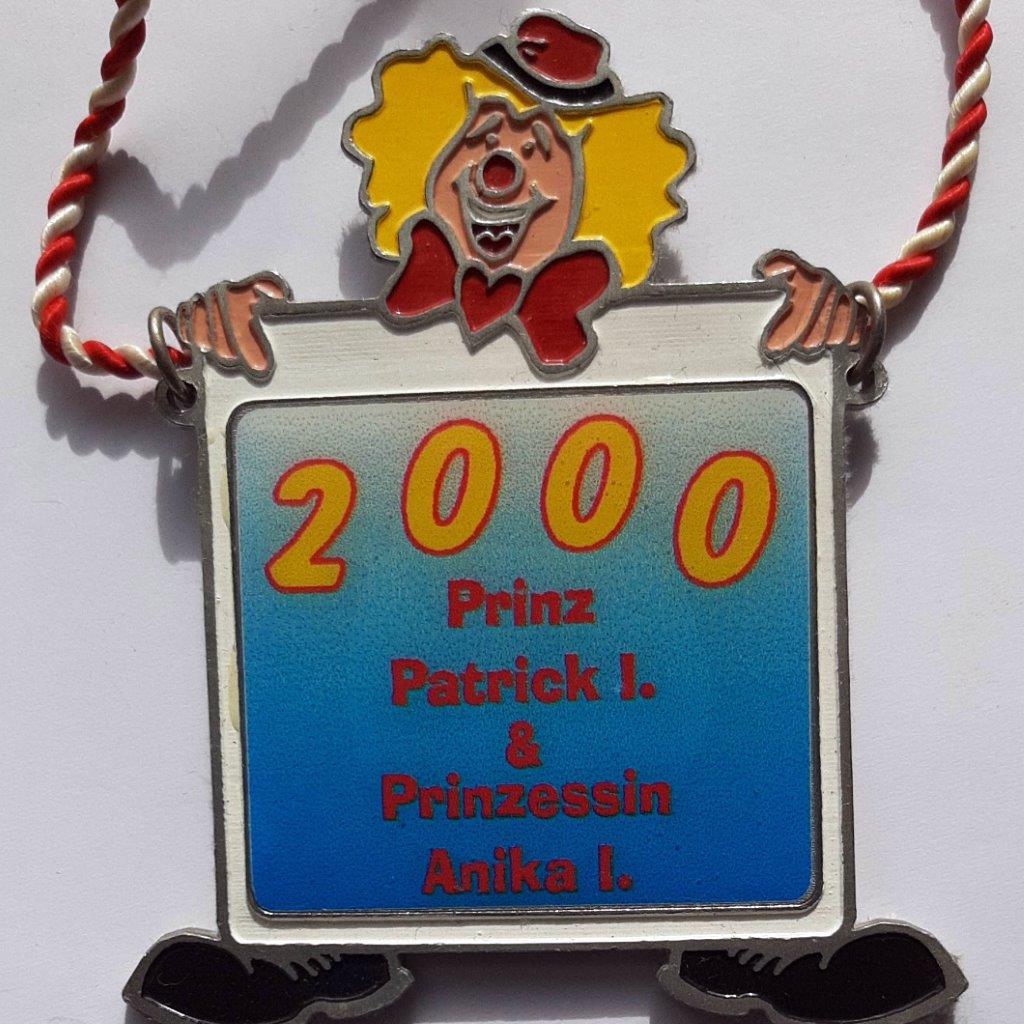 2000
Prinz
Patrick I.
&
Prinzessin
Anika I.